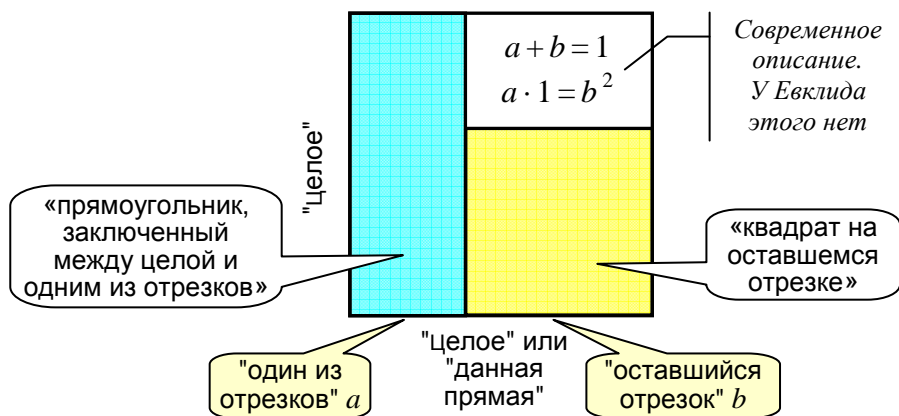 a + b = 1
a · 1 = b²
Современное
описание.
У Евклида
этого нет
"целое"
«прямоугольник,
заключенный
между целой и
одним из отрезков»
«квадрат на
оставшемся
отрезке»
"целое" или
"данная
прямая"
"один из
отрезков" a
"оставшийся
отрезок" b